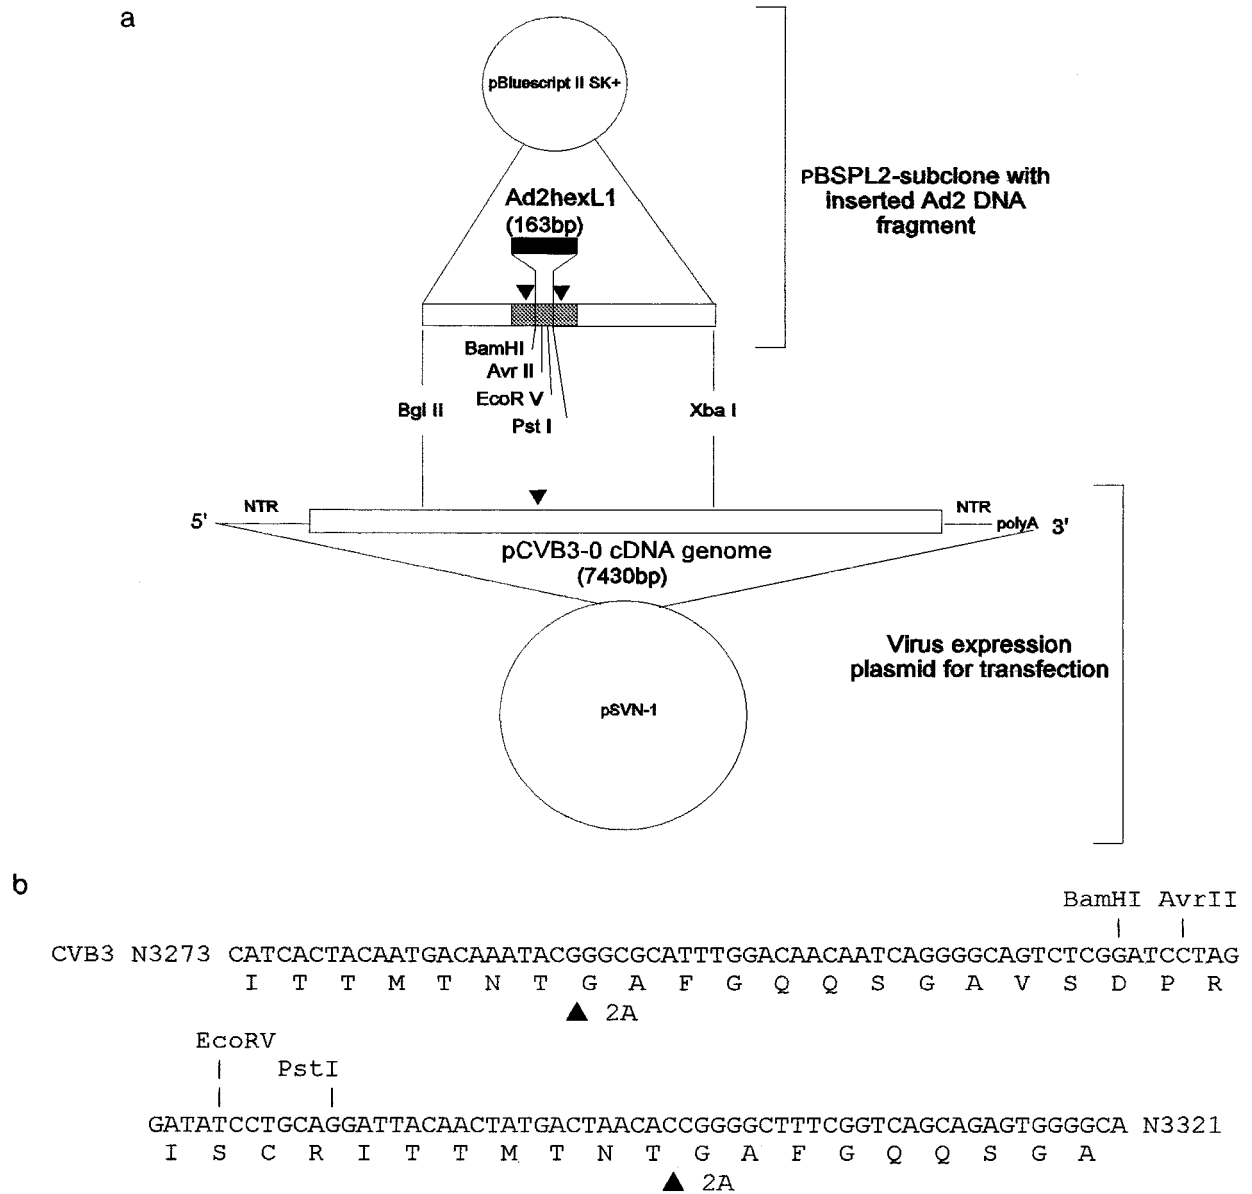 a
pBluescript II SK+
Ad2hexL1
(163bp)
pBSPL2-subclone with
inserted Ad2 DNA
fragment
BamHI
Avr II
EcoR V
Pst I
Bgl II
Xba I
5'
NTR
NTR
polyA
3'
pCVB3-0 cDNA genome
(7430bp)
Virus expression
plasmid for transfection
pSVN-1
b
BamHI AvrII
CVB3 N3273 CATCACTACAATGACAAATACGGGCGCATTTGGACAACAATCAGGGGCAGTCTCGGATCCTAG
I T T M T N T G A F G Q Q S G A V S D P R
2A
EcoRV
PstI
GATATCCTGCAGGATTACAACTATGACTAACACCGGGGCTTTCGGTCAGCAGAGTGGGGCA N3321
I S C R I T T M T N T G A F G Q Q S G A
2A